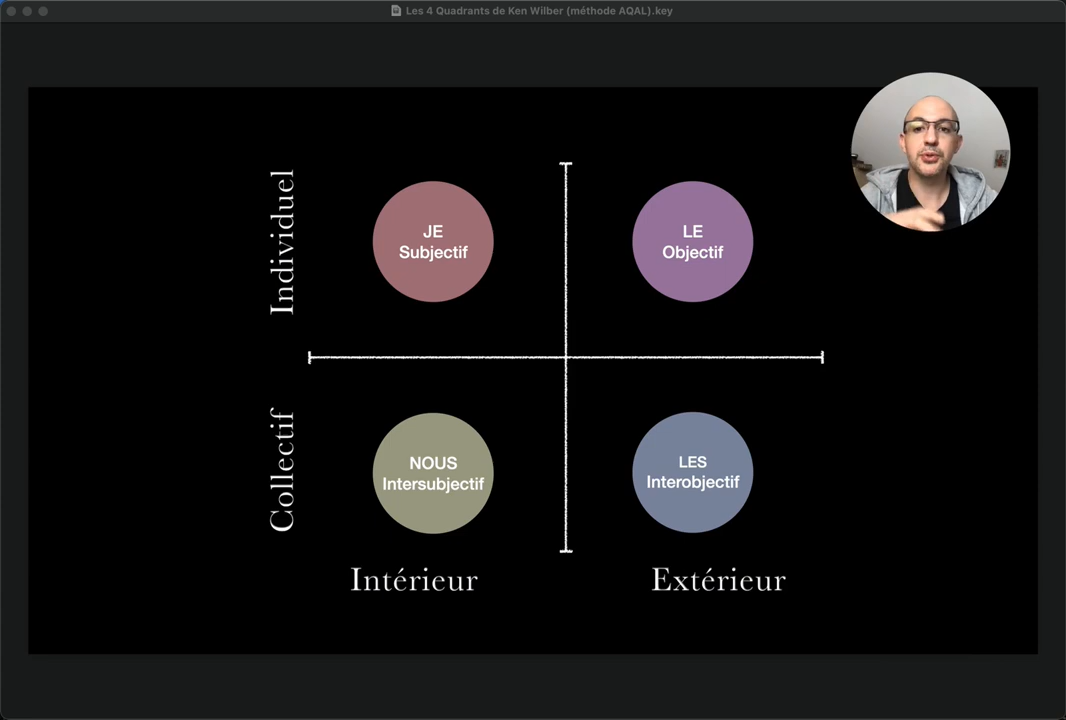 Les 4 Quadrants de Ken Wilber (méthode AQAL).key
Individuel
JE
Subjectif
LE
Objectif
Collectif
NOUS
Intersubjectif
LES
Interobjectif
Intérieur
Extérieur